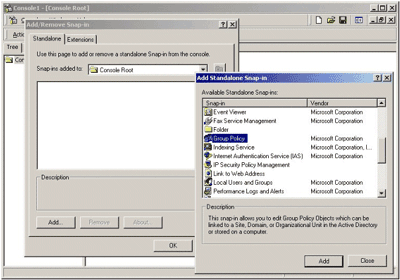 Console1 - [Console Root]
Add/Remove Snap-in
Standalone
Extensions
Use this page to add or remove a standalone Snap-in from the console.
Snap-ins added to:
Console Root
Tree
Description
Add...
Remove
About...
OK
Add Standalone Snap-in
Available Standalone Snap-ins:
Snap-in
Vendor
Event Viewer
Microsoft Corporation
Fax Service Management
Microsoft Corporation
Folder
Group Policy
Microsoft Corporation
Indexing Service
Microsoft Corporation, I...
Internet Authentication Service (IAS)
Microsoft Corporation
IP Security Policy Management
Link to Web Address
Local Users and Groups
Microsoft Corporation
Performance Logs and Alerts
Microsoft Corporation
Description
This snap-in allows you to edit Group Policy Objects which can be
linked to a Site, Domain, or Organizational Unit in the Active Directory
or stored on a computer.
Add
Close